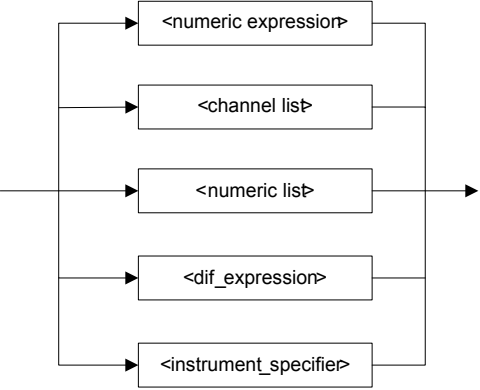 <numeric expression>
<channel list>
<numeric list>
<dif_expression>
<instrument_specifier>